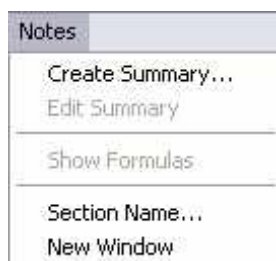 Notes
Create Summary...
Edit Summary
Show Formulas
Section Name...
New Window